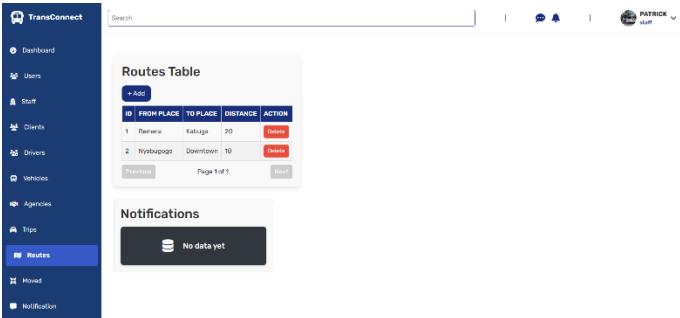 TransConnect
Search
PATRICK
staff
Dashboard
Users
Staff
Clients
Drivers
Vehicles
Agencies
Trips
Routes
Moved
Notification
Routes Table
+ Add
ID FROM PLACE TO PLACE DISTANCE ACTION
1 Remera Kabuga 20 Delete
2 Nyabugogo Downtown 10 Delete
Previous Page 1 of 1 Next
Notifications
No data yet